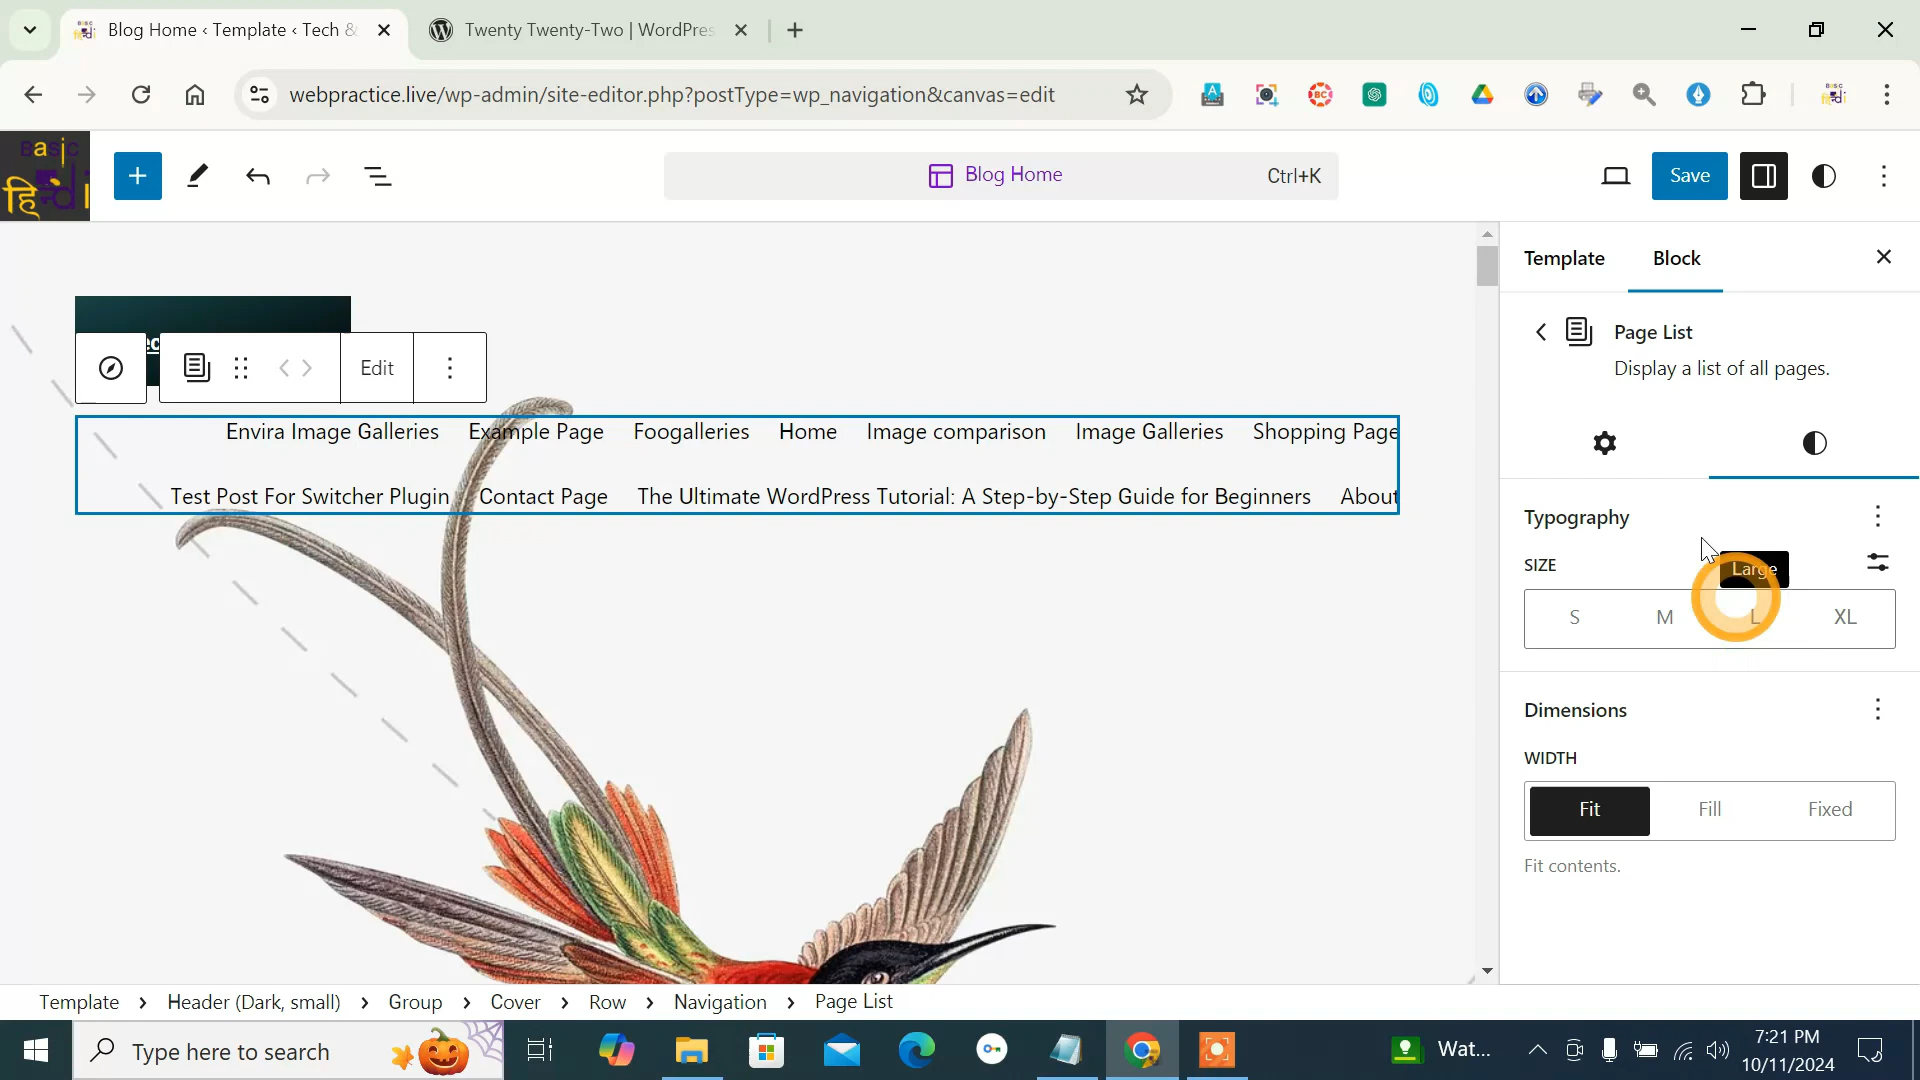 Blog Home ‹ Template ‹ Tech &
Twenty Twenty-Two | WordPres
webpractice.live/wp-admin/site-editor.php?postType=wp_navigation&canvas=edit
Basic
हिन्दी
Blog Home
Ctrl+K
Save
Template
Block
Page List
Display a list of all pages.
Edit
Envira Image Galleries
Example Page
Foogalleries
Home
Image comparison
Image Galleries
Shopping Page
Test Post For Switcher Plugin
Contact Page
The Ultimate WordPress Tutorial: A Step-by-Step Guide for Beginners
About
Typography
SIZE
Large
S
M
L
XL
Dimensions
WIDTH
Fit
Fill
Fixed
Fit contents.
Template › Header (Dark, small) › Group › Cover › Row › Navigation › Page List
Type here to search
Wat...
7:21 PM
10/11/2024